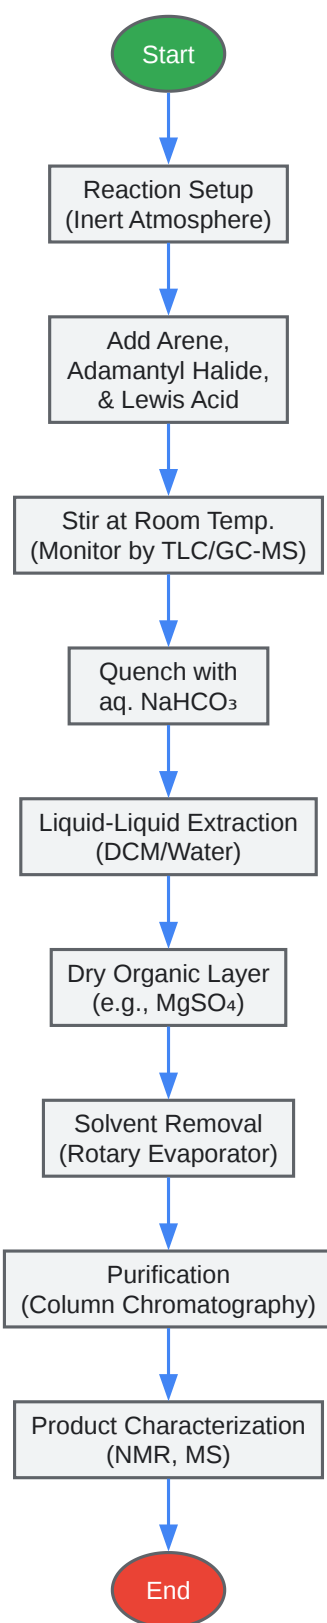 Start
Reaction Setup
(Inert Atmosphere)
Add Arene,
Adamantyl Halide,
& Lewis Acid
Stir at Room Temp.
(Monitor by TLC/GC-MS)
Quench with
aq. NaHCO₃
Liquid-Liquid Extraction
(DCM/Water)
Dry Organic Layer
(e.g., MgSO₄)
Solvent Removal
(Rotary Evaporator)
Purification
(Column Chromatography)
Product Characterization
(NMR, MS)
End